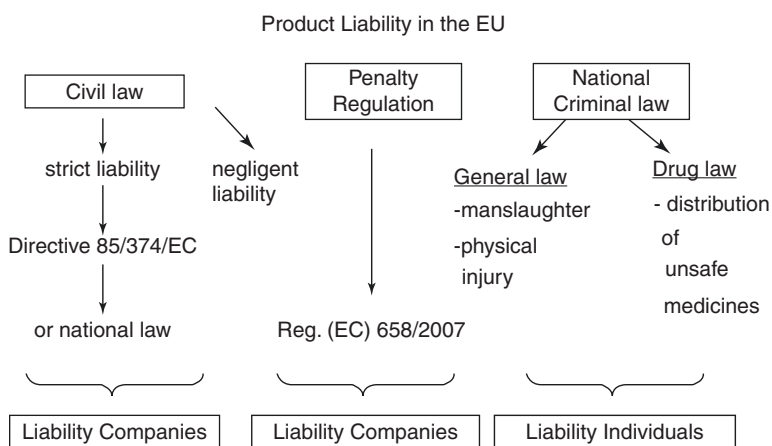 Product Liability in the EU
Civil law
strict liability
negligent
liability
Directive 85/374/EC
or national law
Liability Companies
Penalty
Regulation
Reg. (EC) 658/2007
Liability Companies
National
Criminal law
General law
-manslaughter
-physical
injury
Drug law
- distribution
of
unsafe
medicines
Liability Individuals